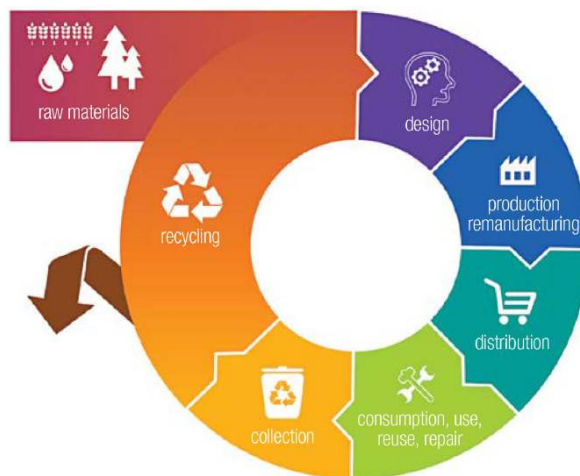 raw materials
design
production
remanufacturing
distribution
consumption, use,
reuse, repair
collection
recycling